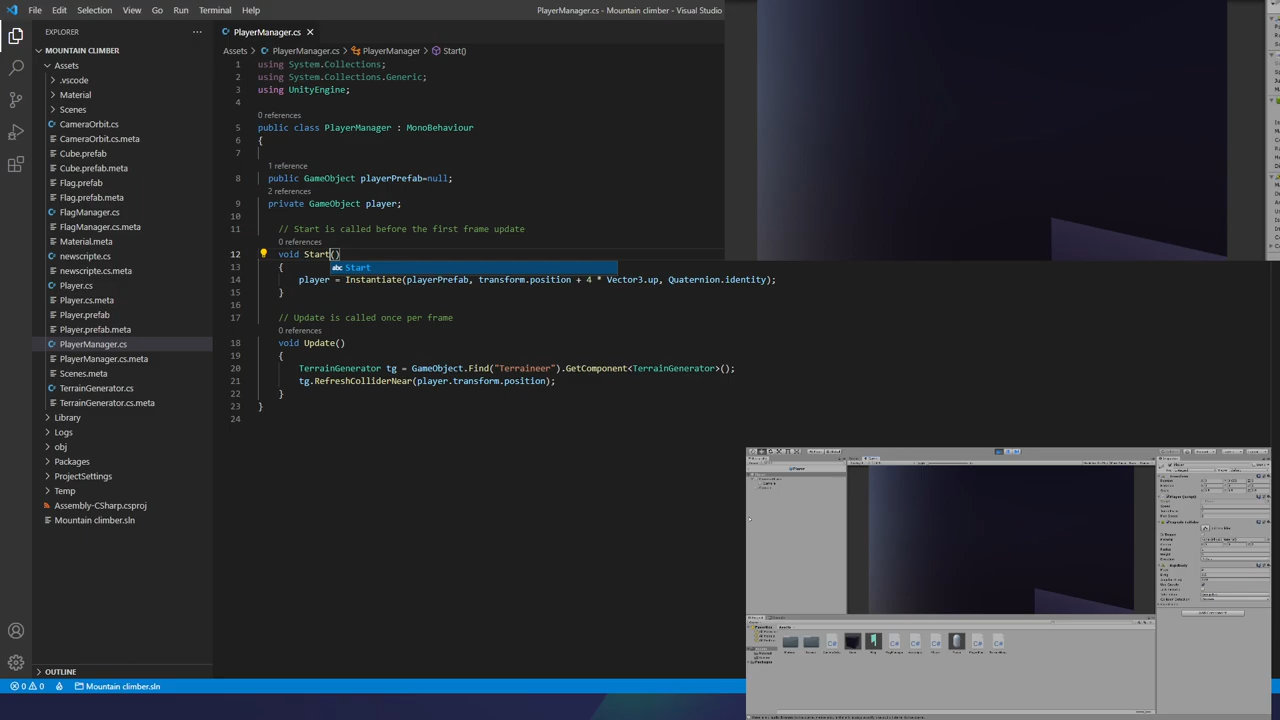 File Edit Selection View Go Run Terminal Help
PlayerManager.cs - Mountain climber - Visual Studio
EXPLORER
MOUNTAIN CLIMBER
Assets
.vscode
Material
Scenes
CameraOrbit.cs
CameraOrbit.cs.meta
Cube.prefab
Cube.prefab.meta
Flag.prefab
Flag.prefab.meta
FlagManager.cs
FlagManager.cs.meta
Material.meta
newscripte.cs
newscripte.cs.meta
Player.cs
Player.cs.meta
Player.prefab
Player.prefab.meta
PlayerManager.cs
PlayerManager.cs.meta
Scenes.meta
TerrainGenerator.cs
TerrainGenerator.cs.meta
Library
Logs
obj
Packages
ProjectSettings
Temp
Assembly-CSharp.csproj
Mountain climber.sln
OUTLINE
0 0 Mountain climber.sln
PlayerManager.cs
Assets > PlayerManager.cs > PlayerManager > Start()
1 using System.Collections;
2 using System.Collections.Generic;
3 using UnityEngine;
4
0 references
5 public class PlayerManager : MonoBehaviour
6 {
7
1 reference
8 public GameObject playerPrefab=null;
2 references
9 private GameObject player;
10
11 // Start is called before the first frame update
0 references
12 void Start()
abc Start
13 {
14 player = Instantiate(playerPrefab, transform.position + 4 * Vector3.up, Quaternion.identity);
15 }
16
17 // Update is called once per frame
0 references
18 void Update()
19 {
20 TerrainGenerator tg = GameObject.Find("Terraineer").GetComponent<TerrainGenerator>();
21 tg.RefreshColliderNear(player.transform.position);
22 }
23 }
24